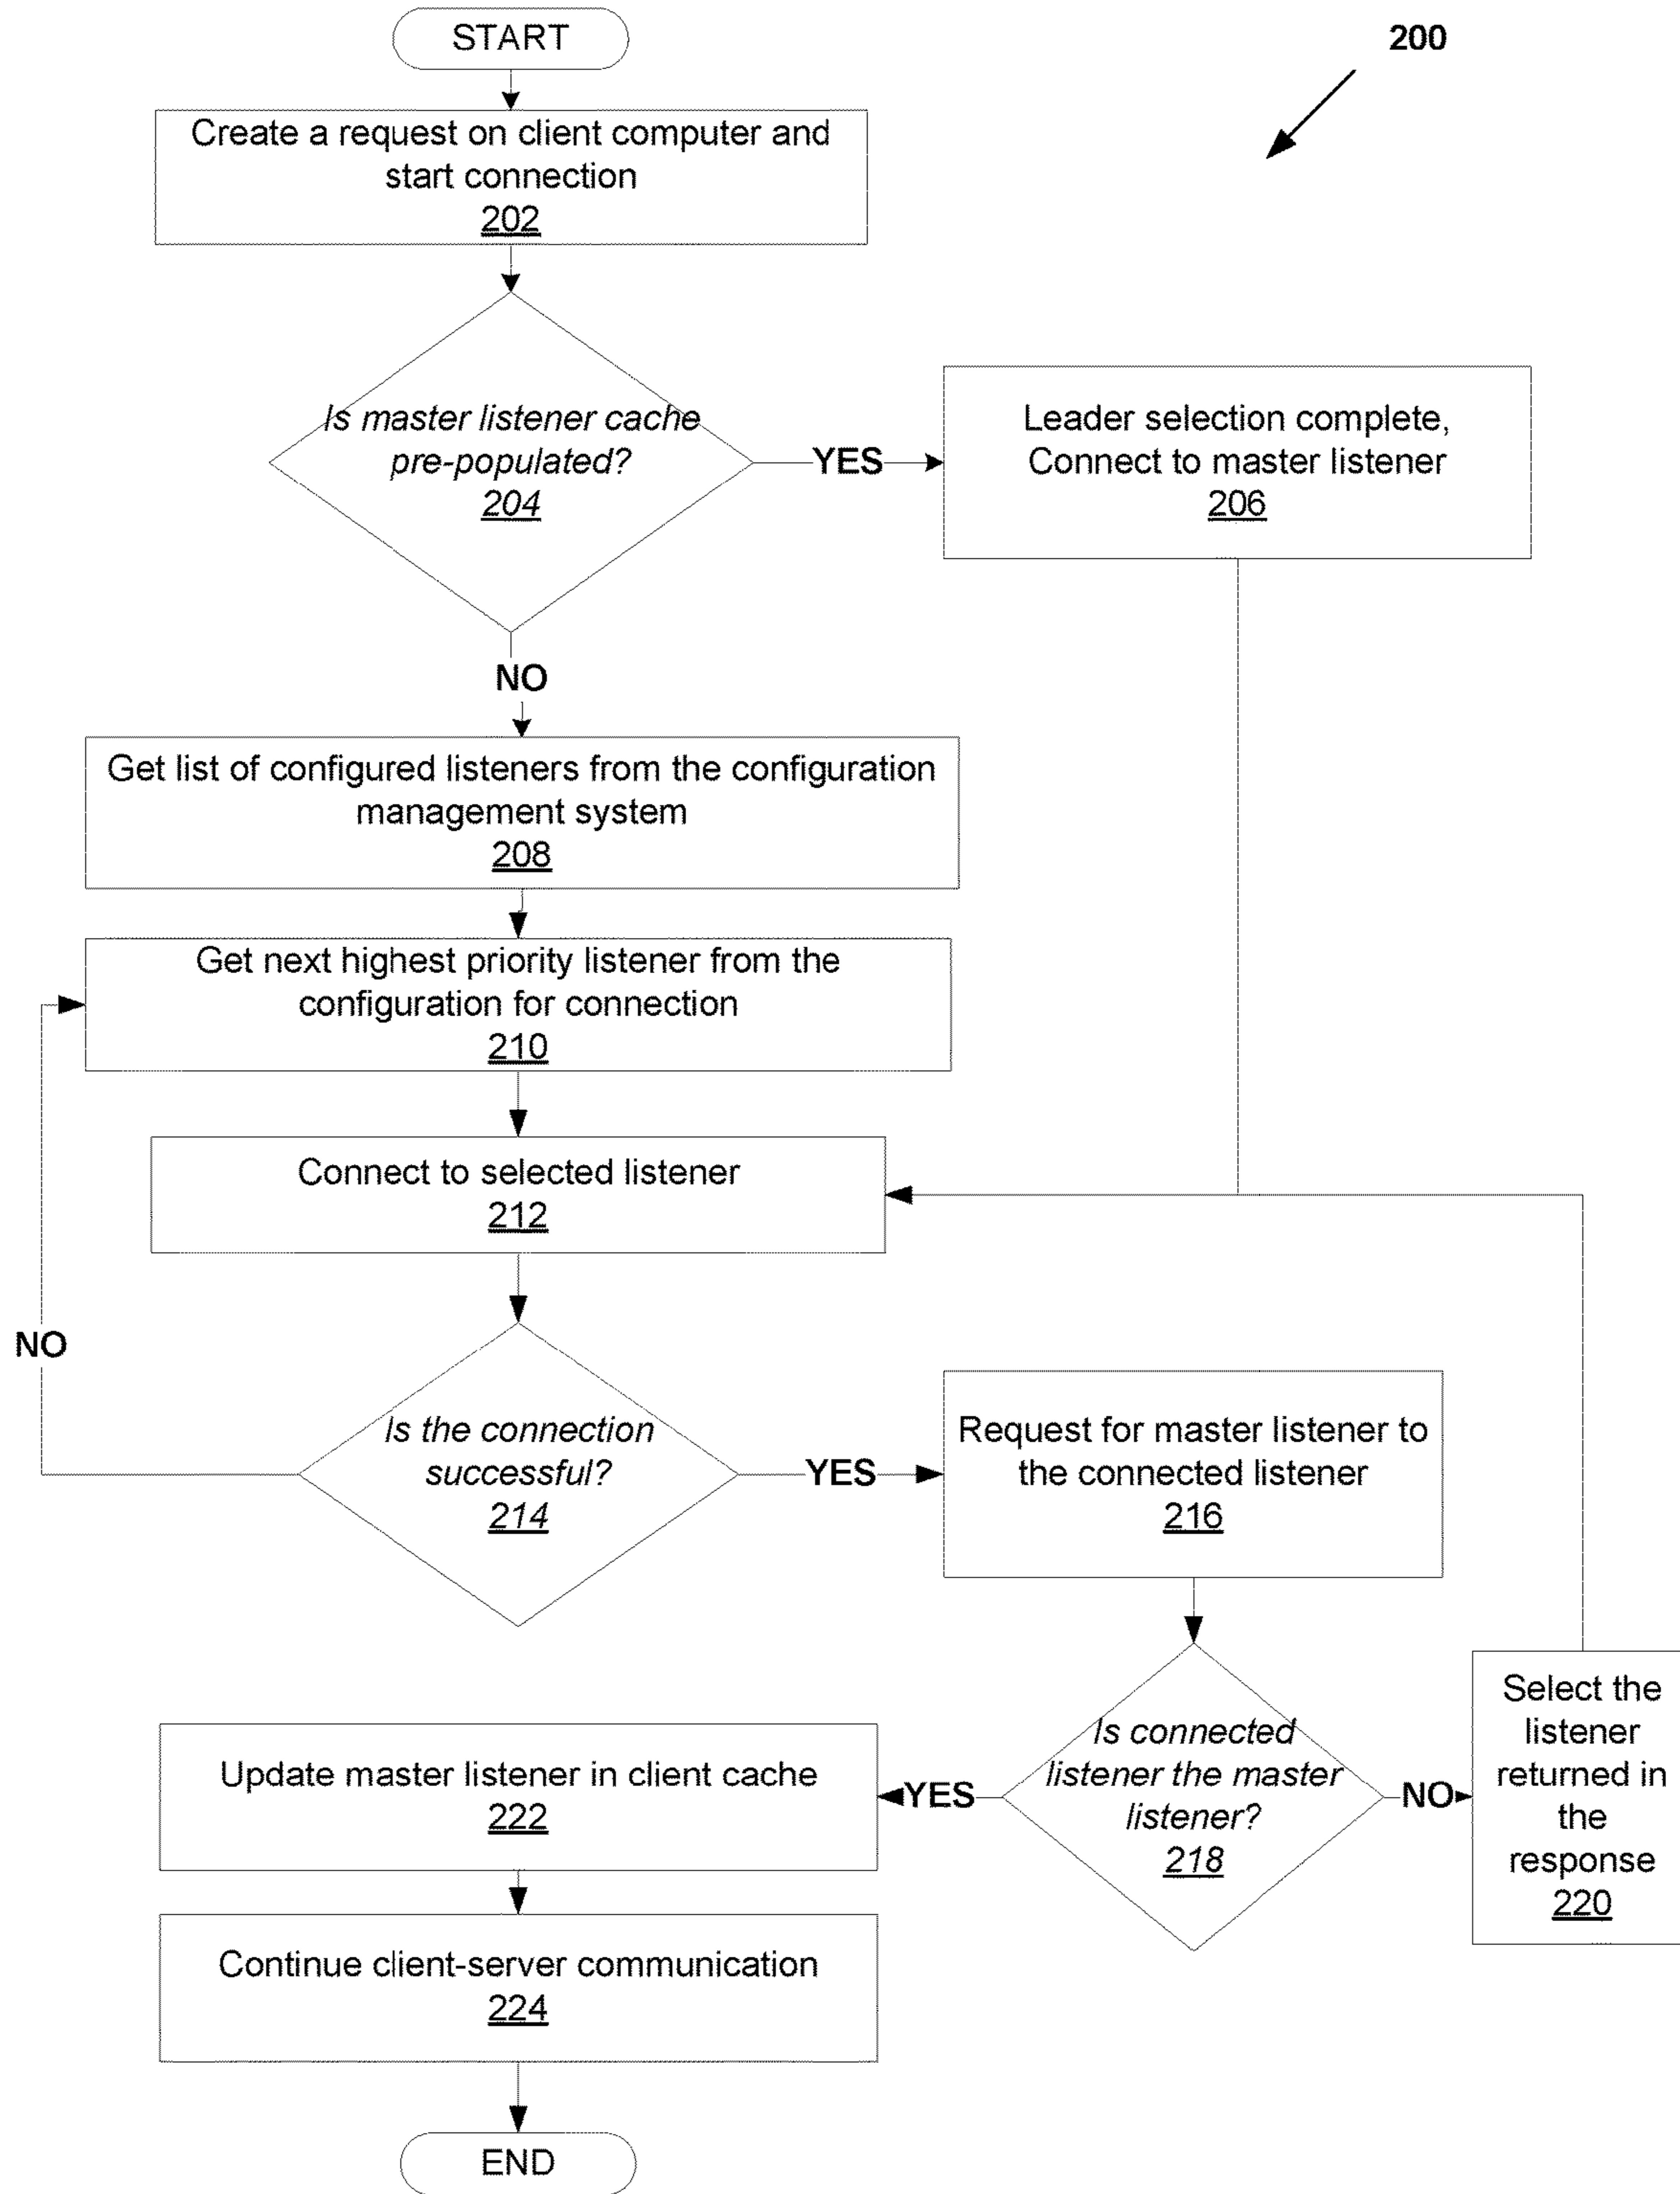 START
200
Create a request on client computer and
start connection
202
Is master listener cache
pre-populated?
204
YES
Leader selection complete,
Connect to master listener
206
NO
Get list of configured listeners from the configuration
management system
208
Get next highest priority listener from the
configuration for connection
210
Connect to selected listener
212
NO
Is the connection
successful?
214
YES
Request for master listener to
the connected listener
216
Is connected
listener the master
listener?
218
NO
Select the
listener
returned in
the
response
220
YES
Update master listener in client cache
222
Continue client-server communication
224
END